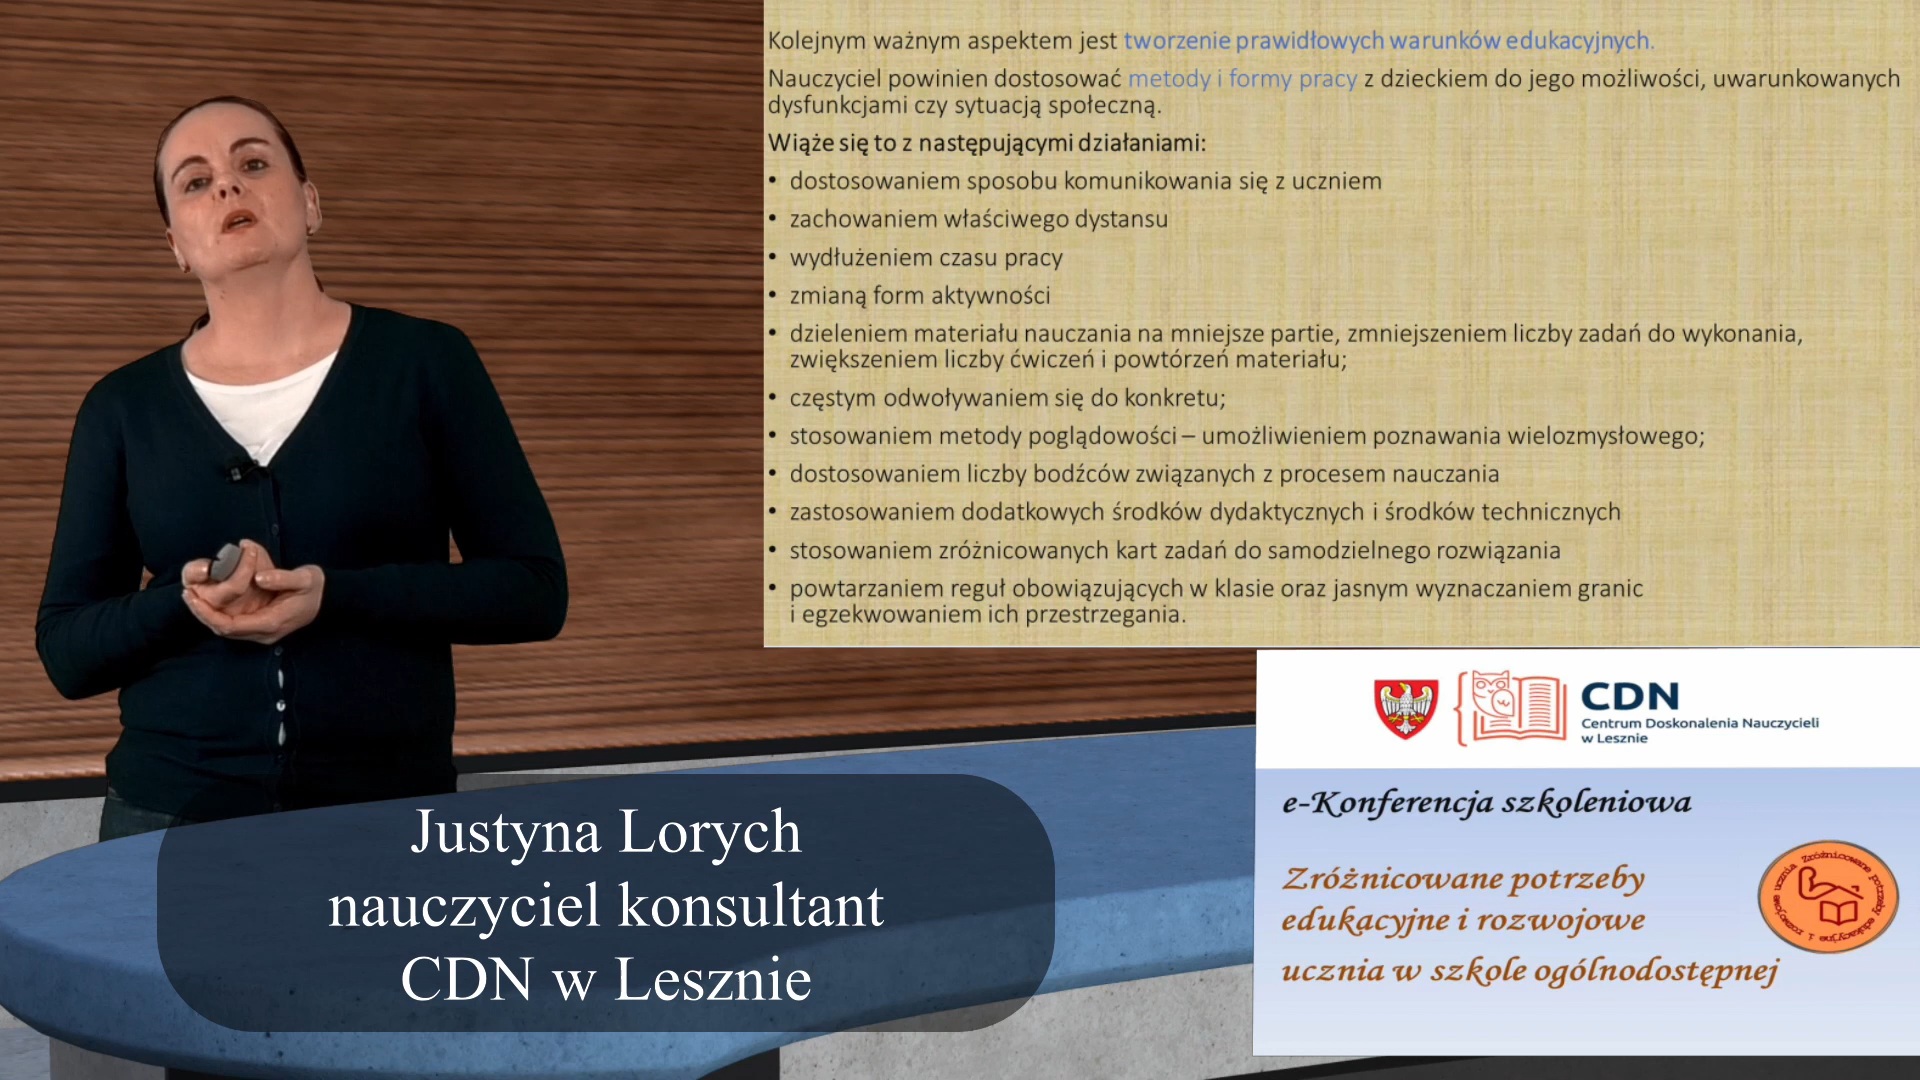 Kolejnym ważnym aspektem jest tworzenie prawidłowych warunków edukacyjnych.
Nauczyciel powinien dostosować metody i formy pracy z dzieckiem do jego możliwości, uwarunkowanych
dysfunkcjami czy sytuacją społeczną.
Wiąże się to z następującymi działaniami:
• dostosowaniem sposobu komunikowania się z uczniem
• zachowaniem właściwego dystansu
• wydłużeniem czasu pracy
• zmianą form aktywności
• dzieleniem materiału nauczania na mniejsze partie, zmniejszeniem liczby zadań do wykonania,
zwiększeniem liczby ćwiczeń i powtórzeń materiału;
• częstym odwoływaniem się do konkretu;
• stosowaniem metody poglądowości – umożliwieniem poznawania wielozmysłowego;
• dostosowaniem liczby bodźców związanych z procesem nauczania
• zastosowaniem dodatkowych środków dydaktycznych i środków technicznych
• stosowaniem zróżnicowanych kart zadań do samodzielnego rozwiązania
• powtarzaniem reguł obowiązujących w klasie oraz jasnym wyznaczaniem granic
i egzekwowaniem ich przestrzegania.
CDN
Centrum Doskonalenia Nauczycieli
w Lesznie
e-Konferencja szkoleniowa
Zróżnicowane potrzeby
edukacyjne i rozwojowe
ucznia w szkole ogólnodostępnej
Zróżnicowane potrzeby edukacyjne i rozwojowe ucznia
Justyna Lorych
nauczyciel konsultant
CDN w Lesznie